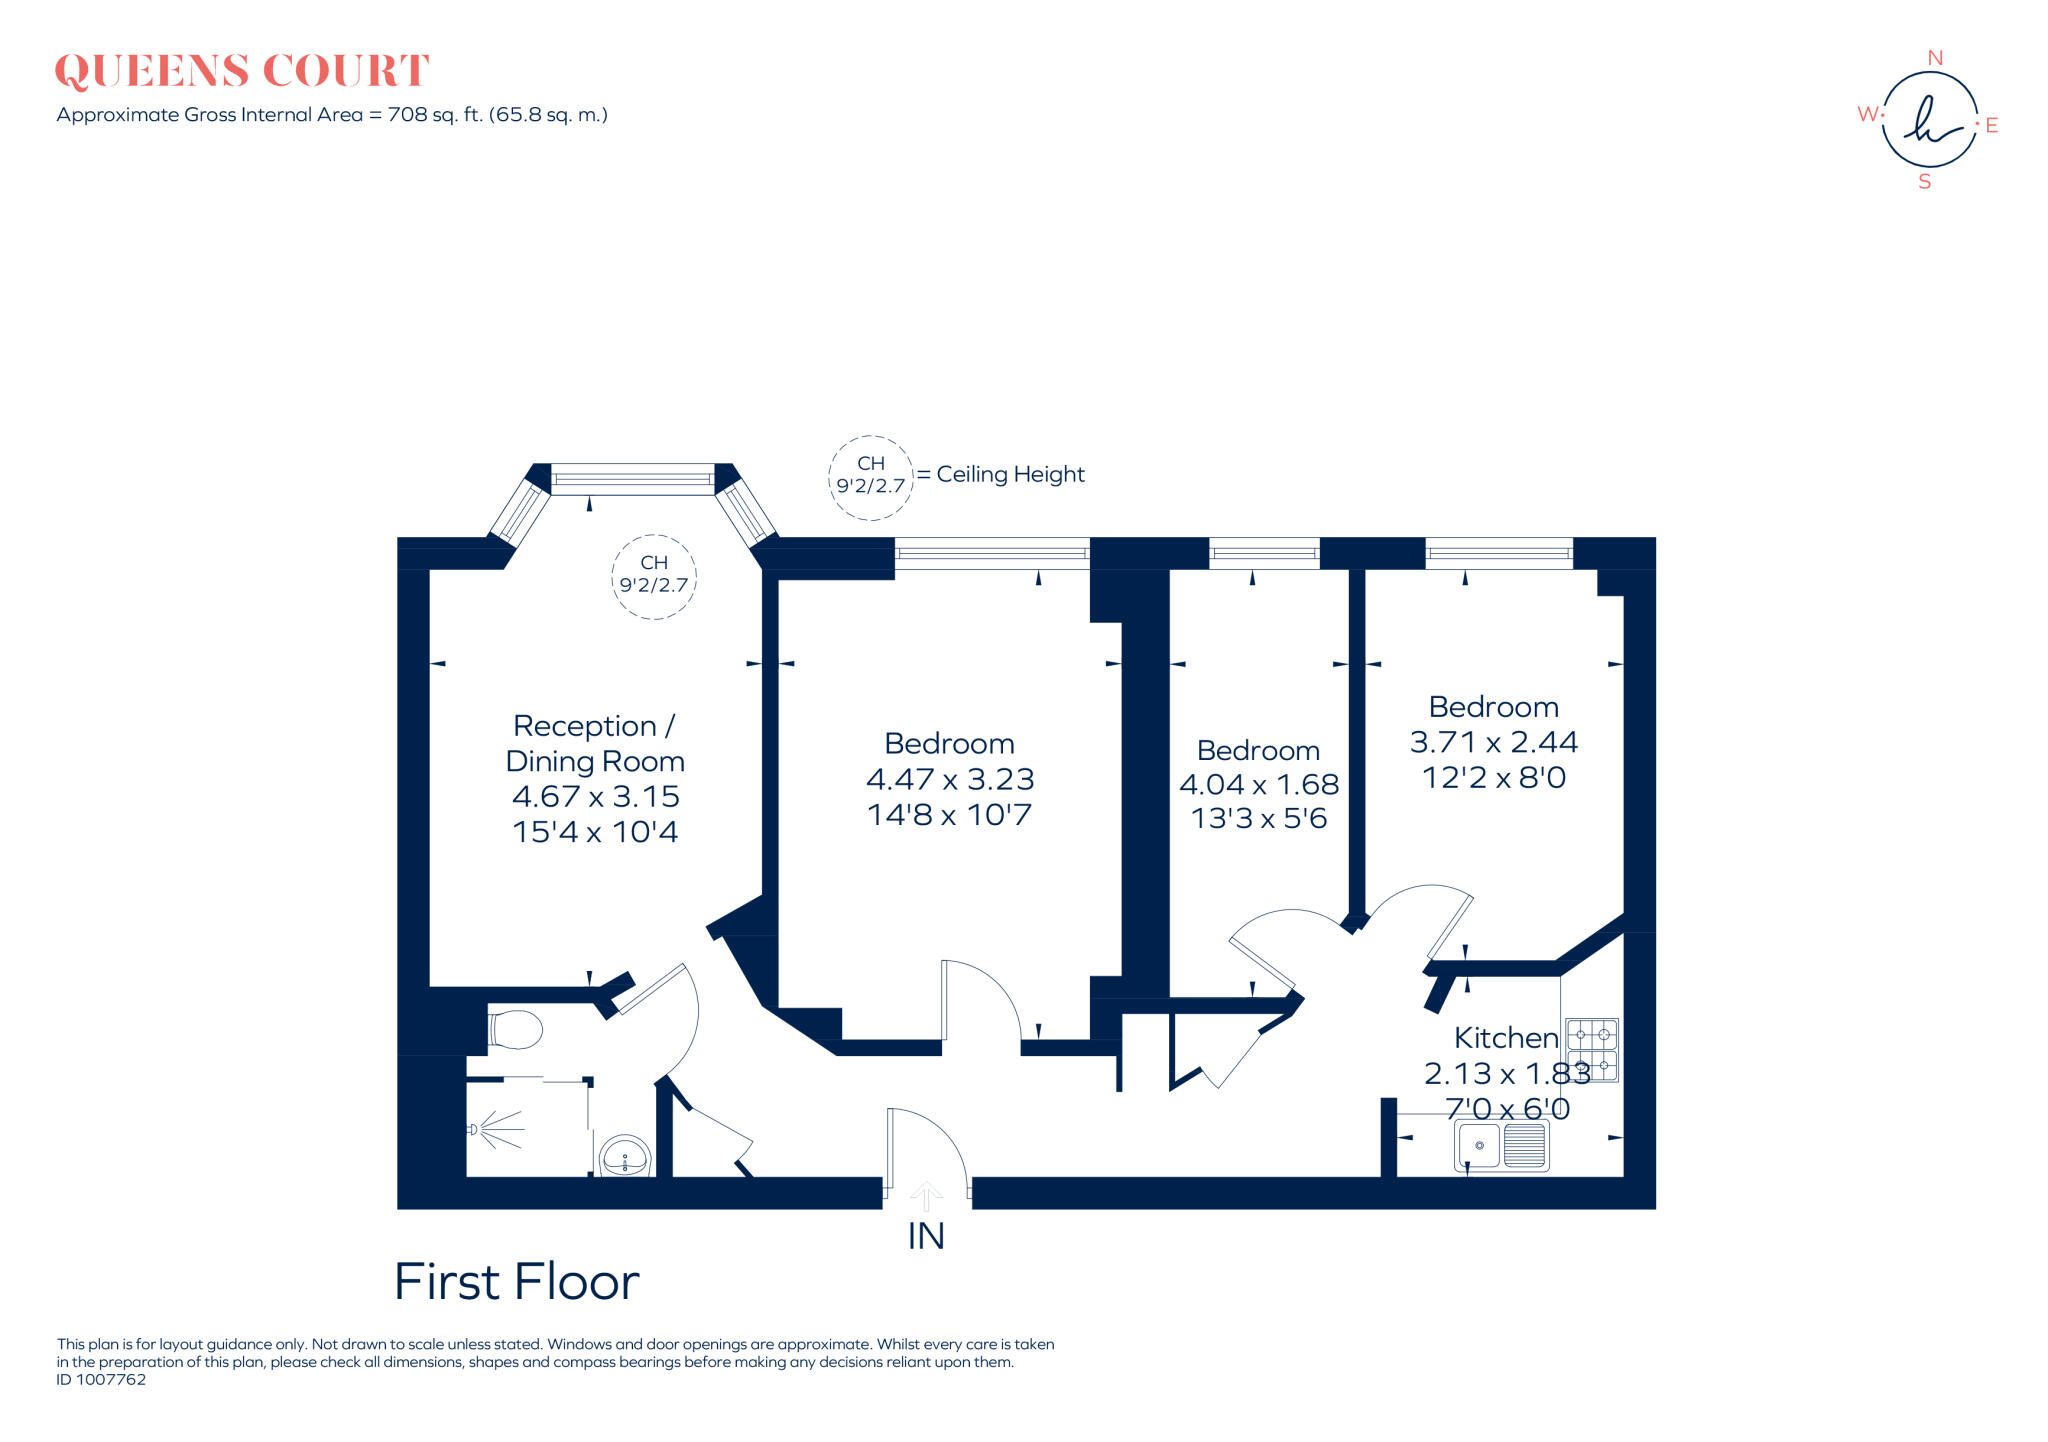 QUEENS COURT
Approximate Gross Internal Area = 708 sq. ft. (65.8 sq. m.)
N
W
E
S
CH
9'2/2.7
= Ceiling Height
CH
9'2/2.7
Reception /
Dining Room
4.67 x 3.15
15'4 x 10'4
Bedroom
4.47 x 3.23
14'8 x 10'7
Bedroom
4.04 x 1.68
13'3 x 5'6
Bedroom
3.71 x 2.44
12'2 x 8'0
Kitchen
2.13 x 1.83
7'0 x 6'0
IN
First Floor
This plan is for layout guidance only. Not drawn to scale unless stated. Windows and door openings are approximate. Whilst every care is taken
in the preparation of this plan, please check all dimensions, shapes and compass bearings before making any decisions reliant upon them.
ID 1007762